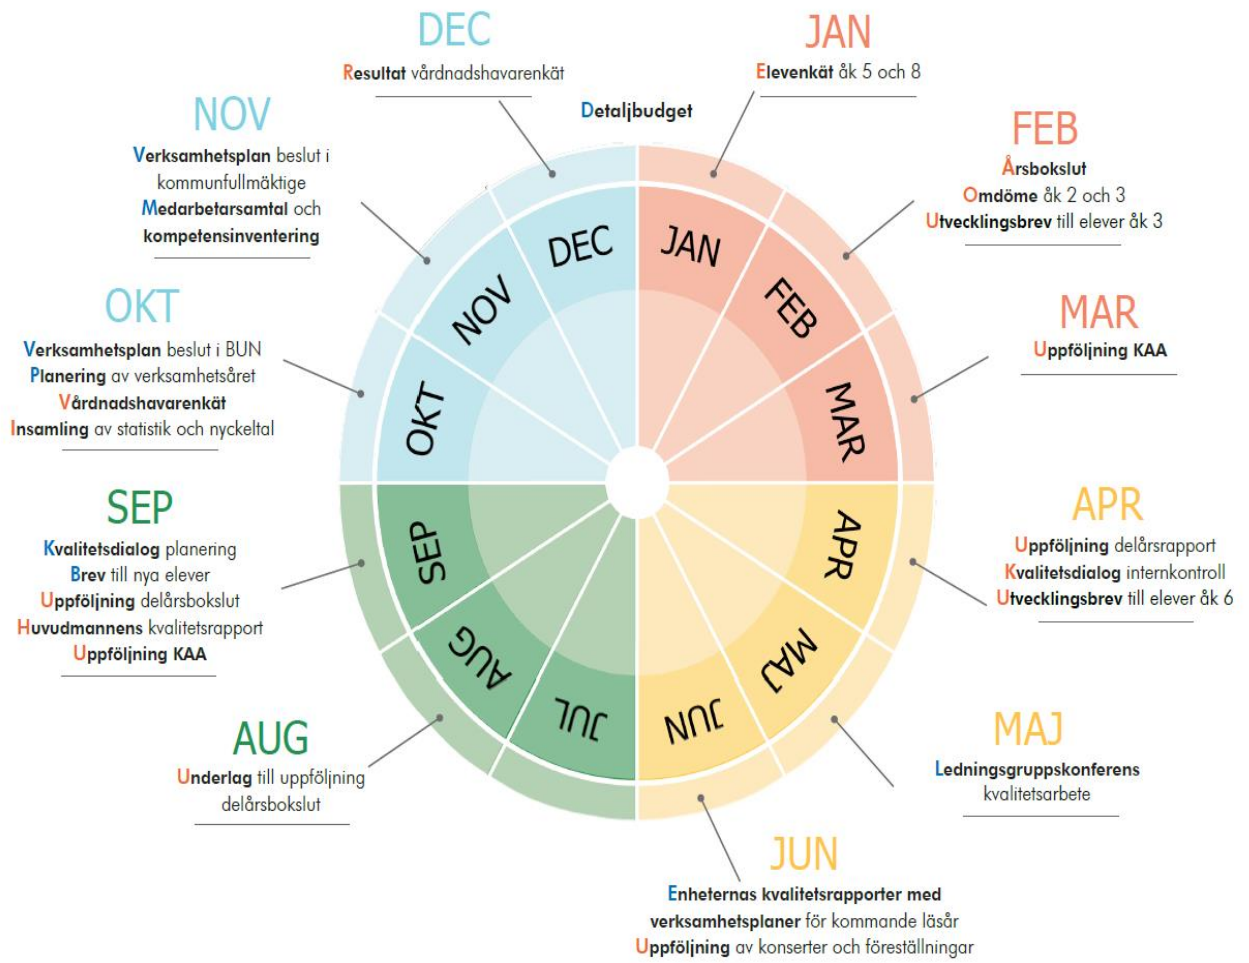 DEC
Resultat vårdnadshavarenkät
Detaljbudget
JAN
Elevenkät åk 5 och 8
FEB
Årsbokslut
Omdöme åk 2 och 3
Utvecklingsbrev till elever åk 3
MAR
Uppföljning KAA
APR
Uppföljning delårsrapport
Kvalitetsdialog internkontroll
Utvecklingsbrev till elever åk 6
MAJ
Ledningsgruppskonferens
kvalitetsarbete
JUN
Enheternas kvalitetsrapporter med
verksamhetsplaner för kommande läsår
Uppföljning av konserter och föreställningar
AUG
Underlag till uppföljning
delårsbokslut
SEP
Kvalitetsdialog planering
Brev till nya elever
Uppföljning delårsbokslut
Huvudmannens kvalitetsrapport
Uppföljning KAA
OKT
Verksamhetsplan beslut i BUN
Planering av verksamhetsåret
Vårdnadshavarenkät
Insamling av statistik och nyckeltal
NOV
Verksamhetsplan beslut i
kommunfullmäktige
Medarbetarsamtal och
kompetensinventering
JAN
FEB
MAR
APR
MAJ
JUN
JUL
AUG
SEP
OKT
NOV
DEC